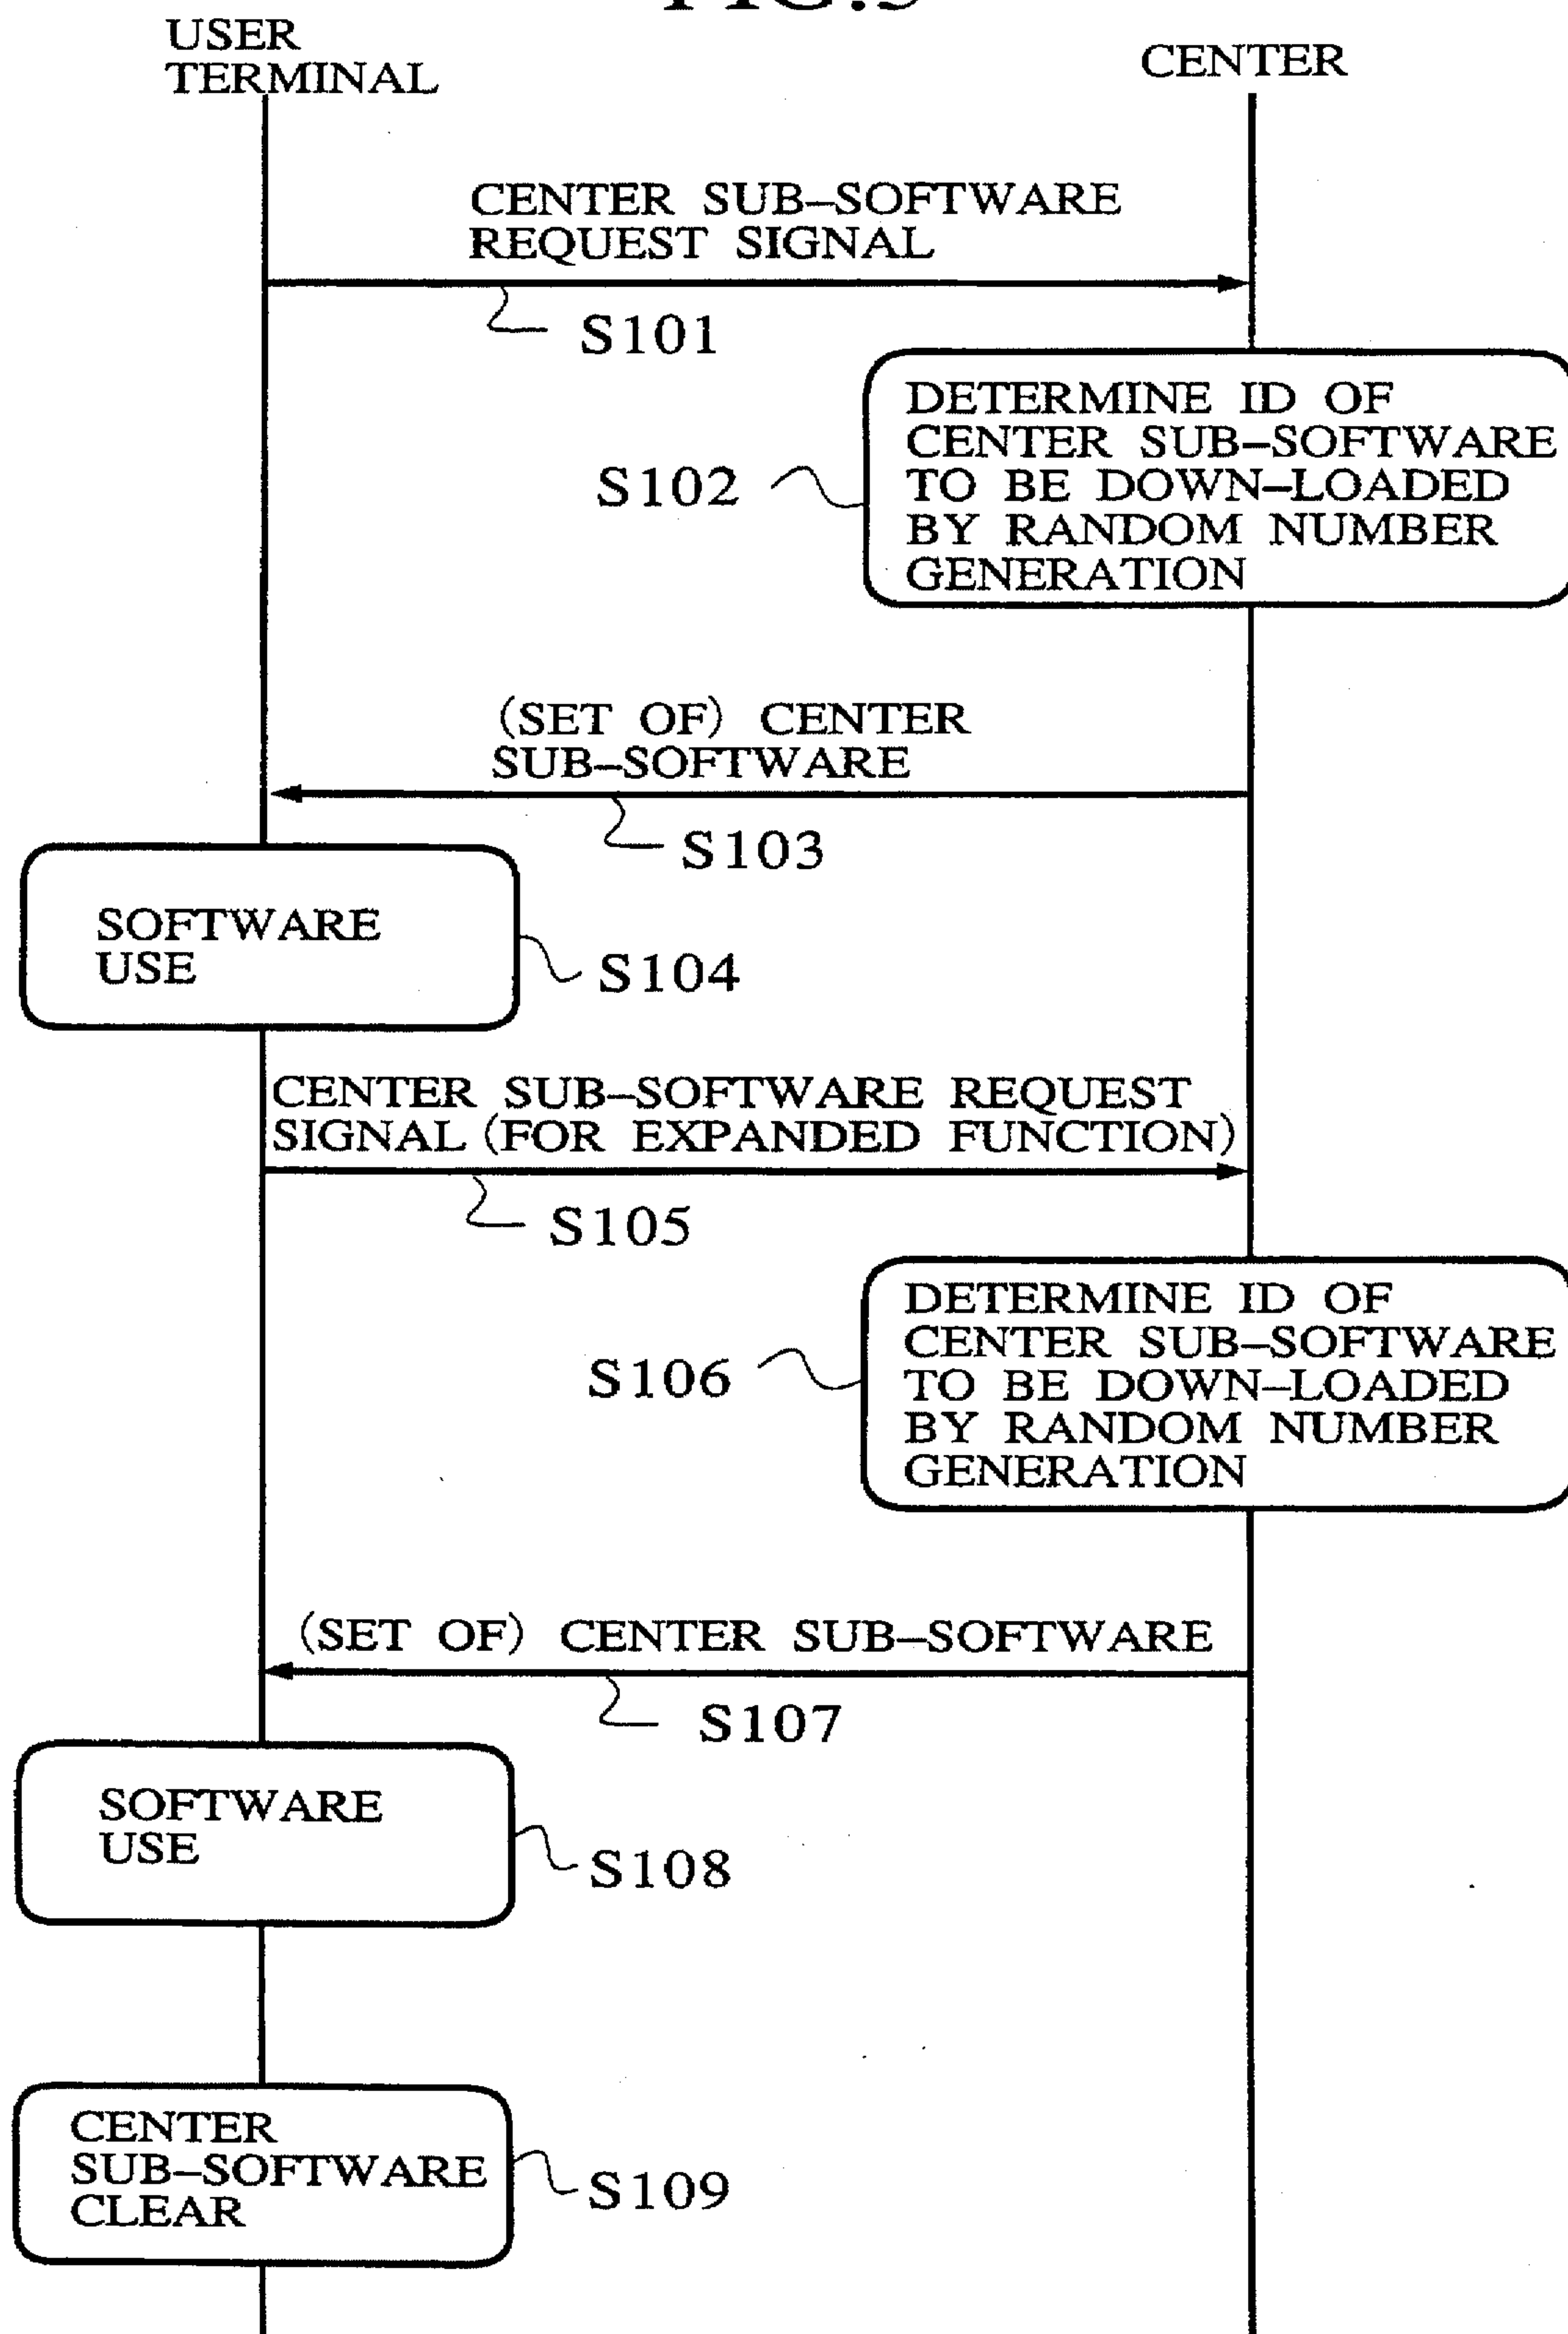 USER
TERMINAL
CENTER
CENTER SUB–SOFTWARE
REQUEST SIGNAL
S101
DETERMINE ID OF
CENTER SUB–SOFTWARE
TO BE DOWN–LOADED
BY RANDOM NUMBER
GENERATION
S102
(SET OF) CENTER
SUB–SOFTWARE
S103
SOFTWARE
USE
S104
CENTER SUB–SOFTWARE REQUEST
SIGNAL (FOR EXPANDED FUNCTION)
S105
DETERMINE ID OF
CENTER SUB–SOFTWARE
TO BE DOWN–LOADED
BY RANDOM NUMBER
GENERATION
S106
(SET OF) CENTER SUB–SOFTWARE
S107
SOFTWARE
USE
S108
CENTER
SUB–SOFTWARE
CLEAR
S109